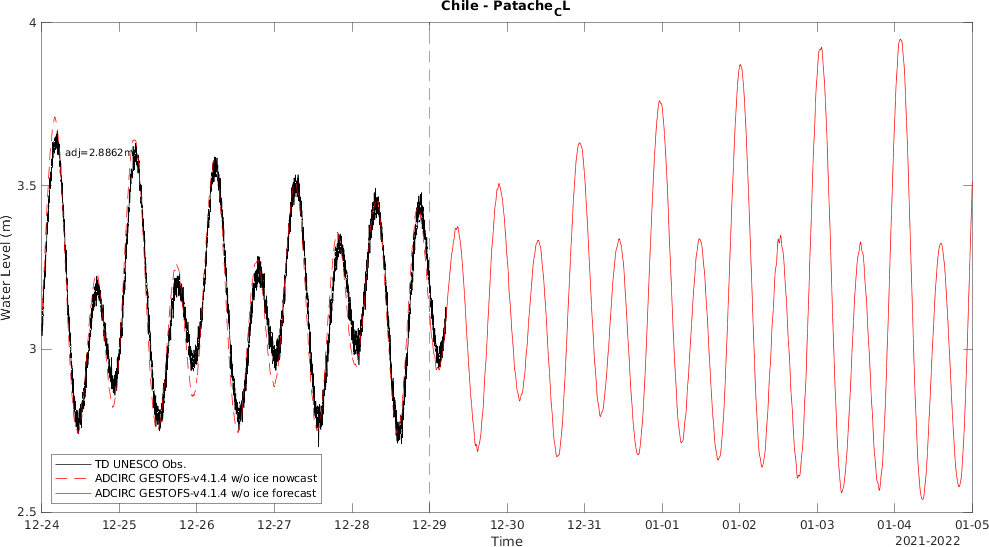 Chile - Patache_CL
4
3.5
3
2.5
Water Level (m)
adj=2.8862m
TD UNESCO Obs.
ADCIRC GESTOFS-v4.1.4 w/o ice nowcast
ADCIRC GESTOFS-v4.1.4 w/o ice forecast
12-24 12-25 12-26 12-27 12-28 12-29 12-30 12-31 01-01 01-02 01-03 01-04 01-05
Time
2021-2022